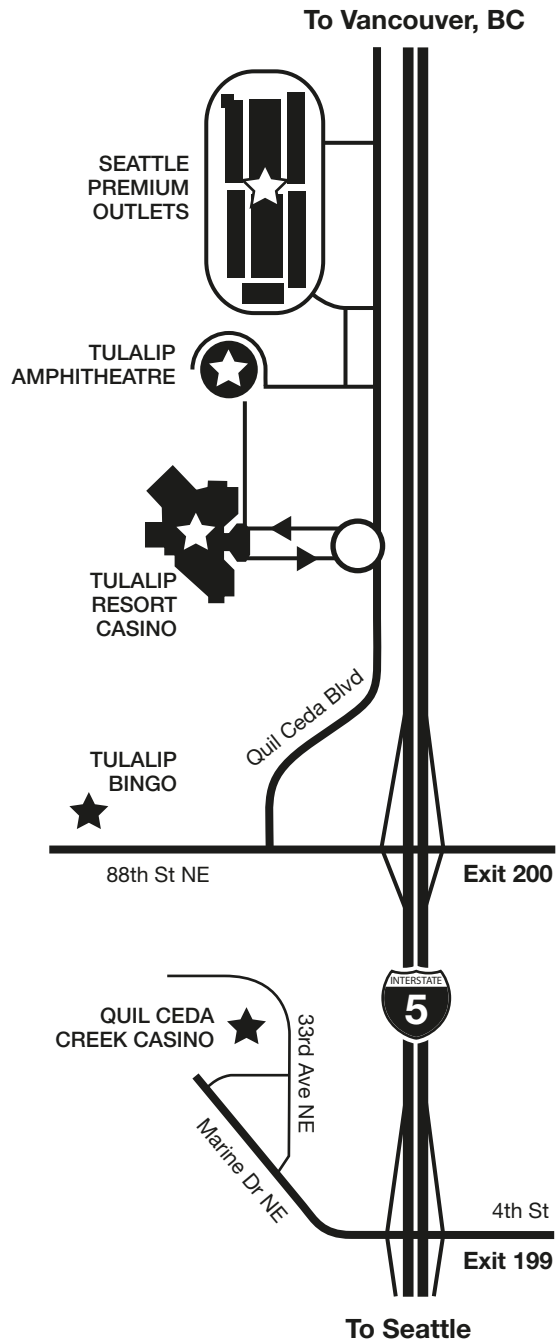 To Vancouver, BC
SEATTLE
PREMIUM
OUTLETS
TULALIP
AMPHITHEATRE
TULALIP
RESORT
CASINO
Quil Ceda Blvd
TULALIP
BINGO
88th St NE
Exit 200
INTERSTATE
5
QUIL CEDA
CREEK CASINO
33rd Ave NE
Marine Dr NE
4th St
Exit 199
To Seattle